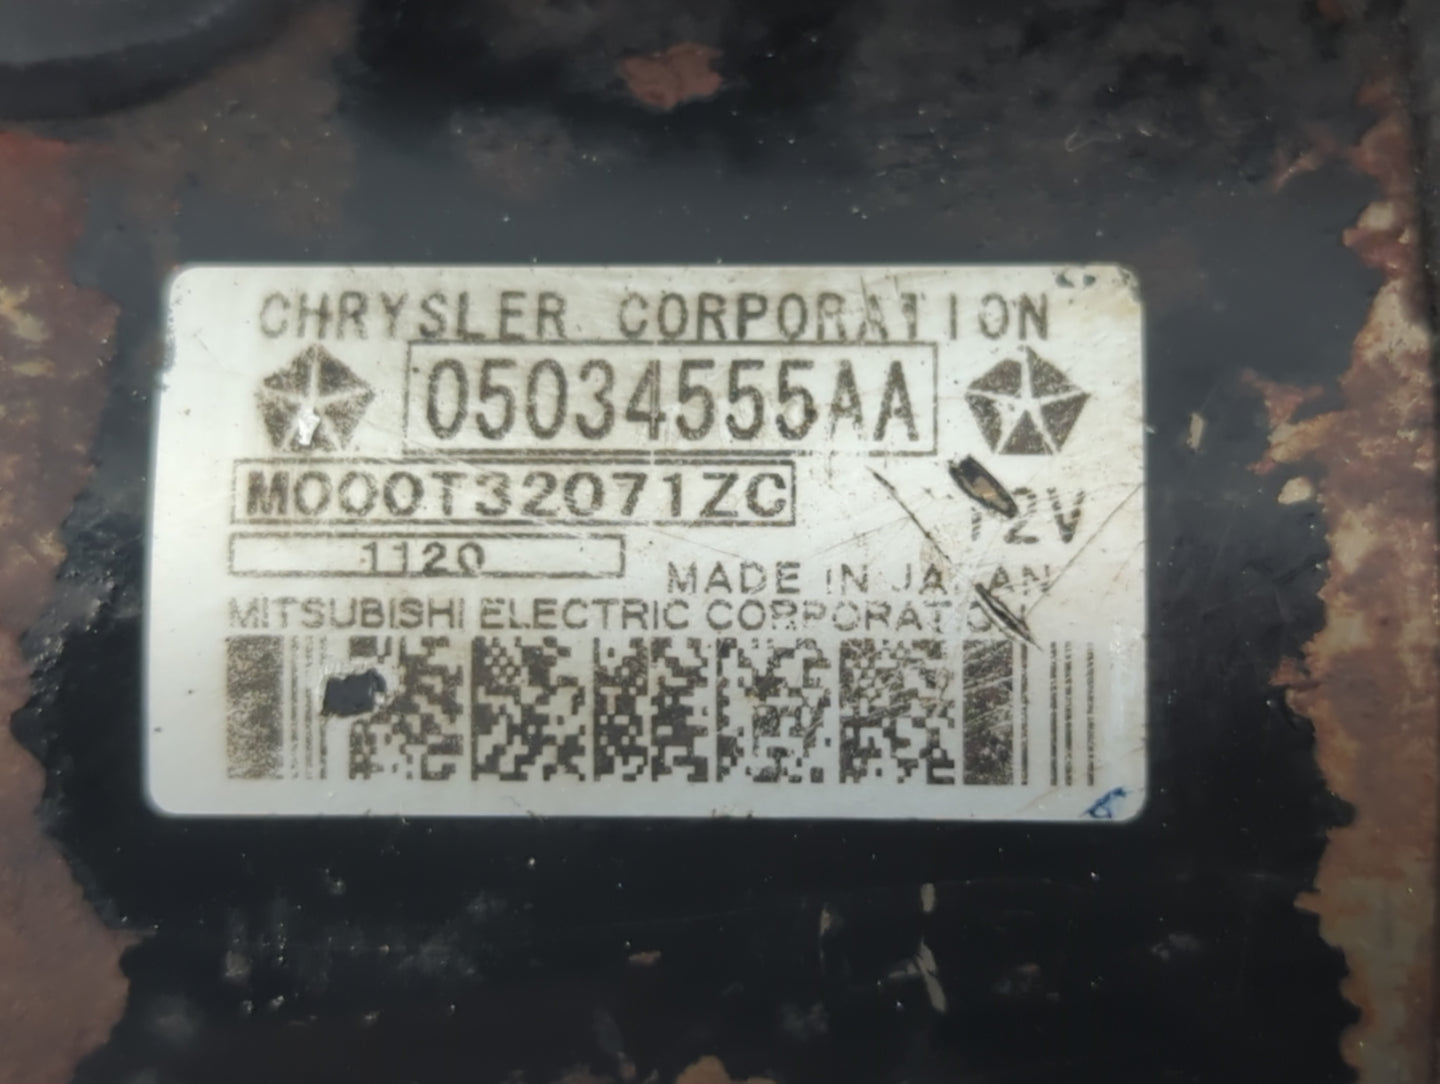 CHRYSLER CORPORATION
05034555AA
M000T32071ZC
12V
1120
MADE IN JAPAN
MITSUBISHI ELECTRIC CORPORATION